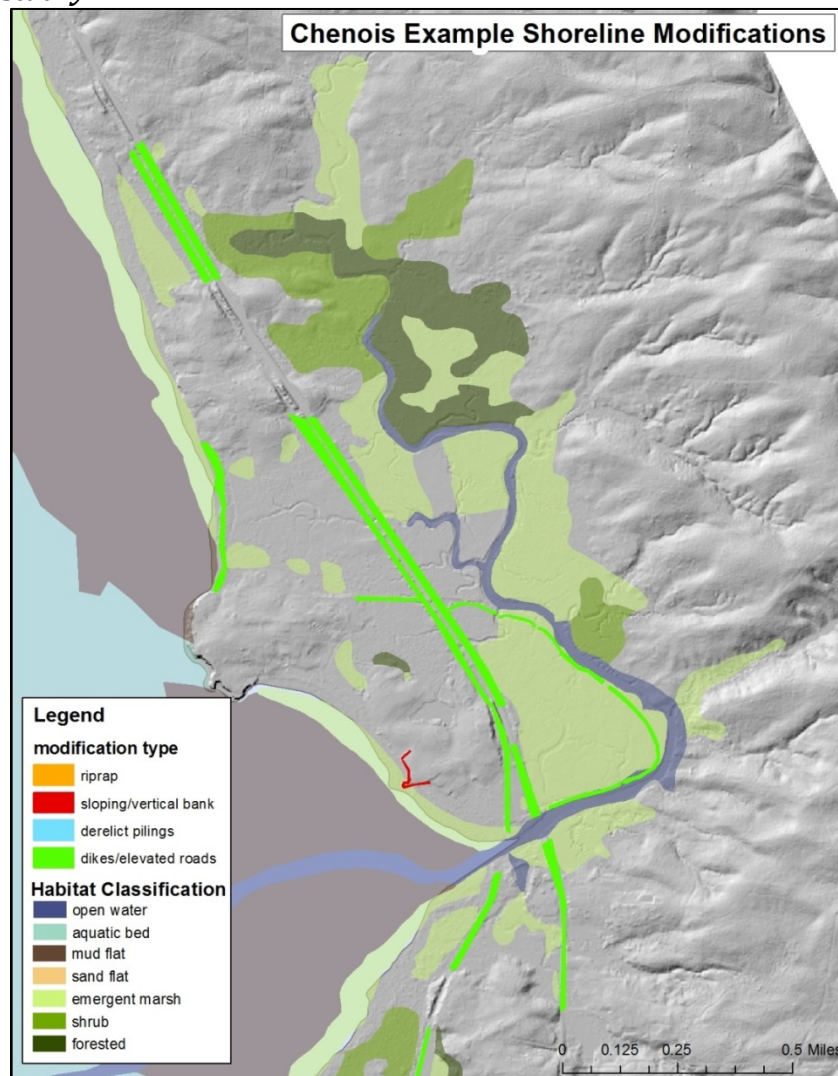 Chenois Example Shoreline Modifications
Legend
modification type
riprap
sloping/vertical bank
derelict pilings
dikes/elevated roads
Habitat Classification
open water
aquatic bed
mud flat
sand flat
emergent marsh
shrub
forested
0 0.125 0.25 0.5 Miles